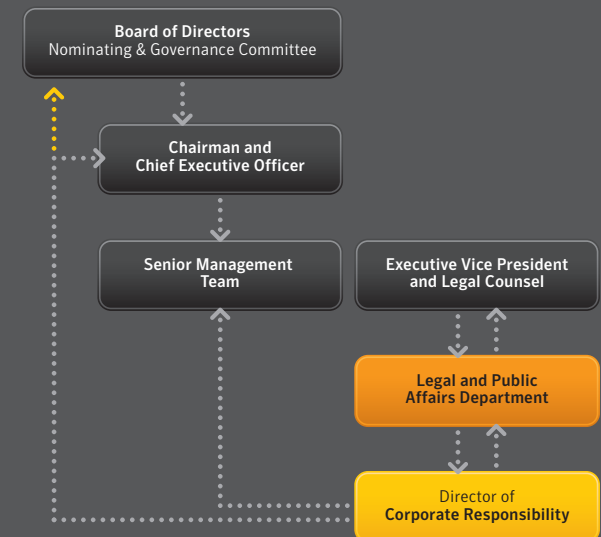 Board of Directors
Nominating & Governance Committee
Chairman and
Chief Executive Officer
Senior Management
Team
Executive Vice President
and Legal Counsel
Legal and Public
Affairs Department
Director of
Corporate Responsibility